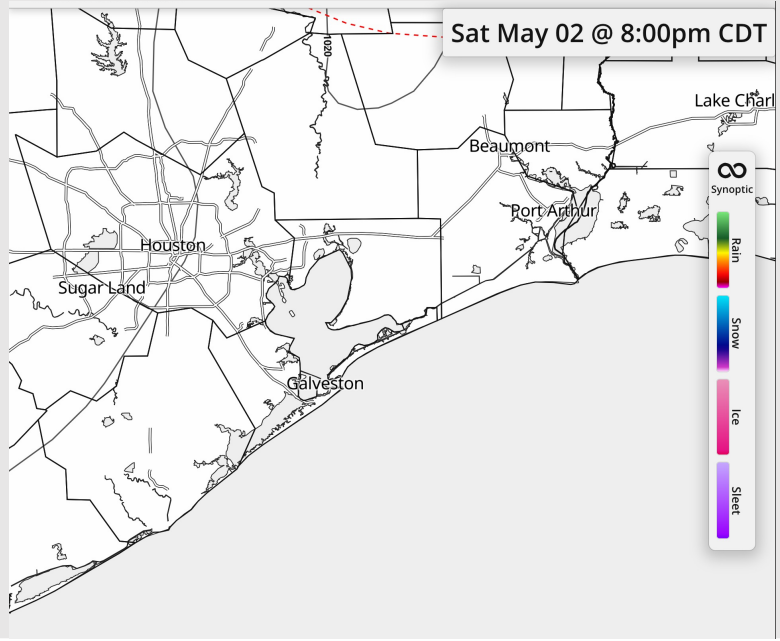 Sat May 02 @ 8:00pm CDT
1020
Lake Charl
Beaumont
Synoptic
Port Arthur
Rain
Houston
Sugar Land
Snow
Galveston
Ice
Sleet